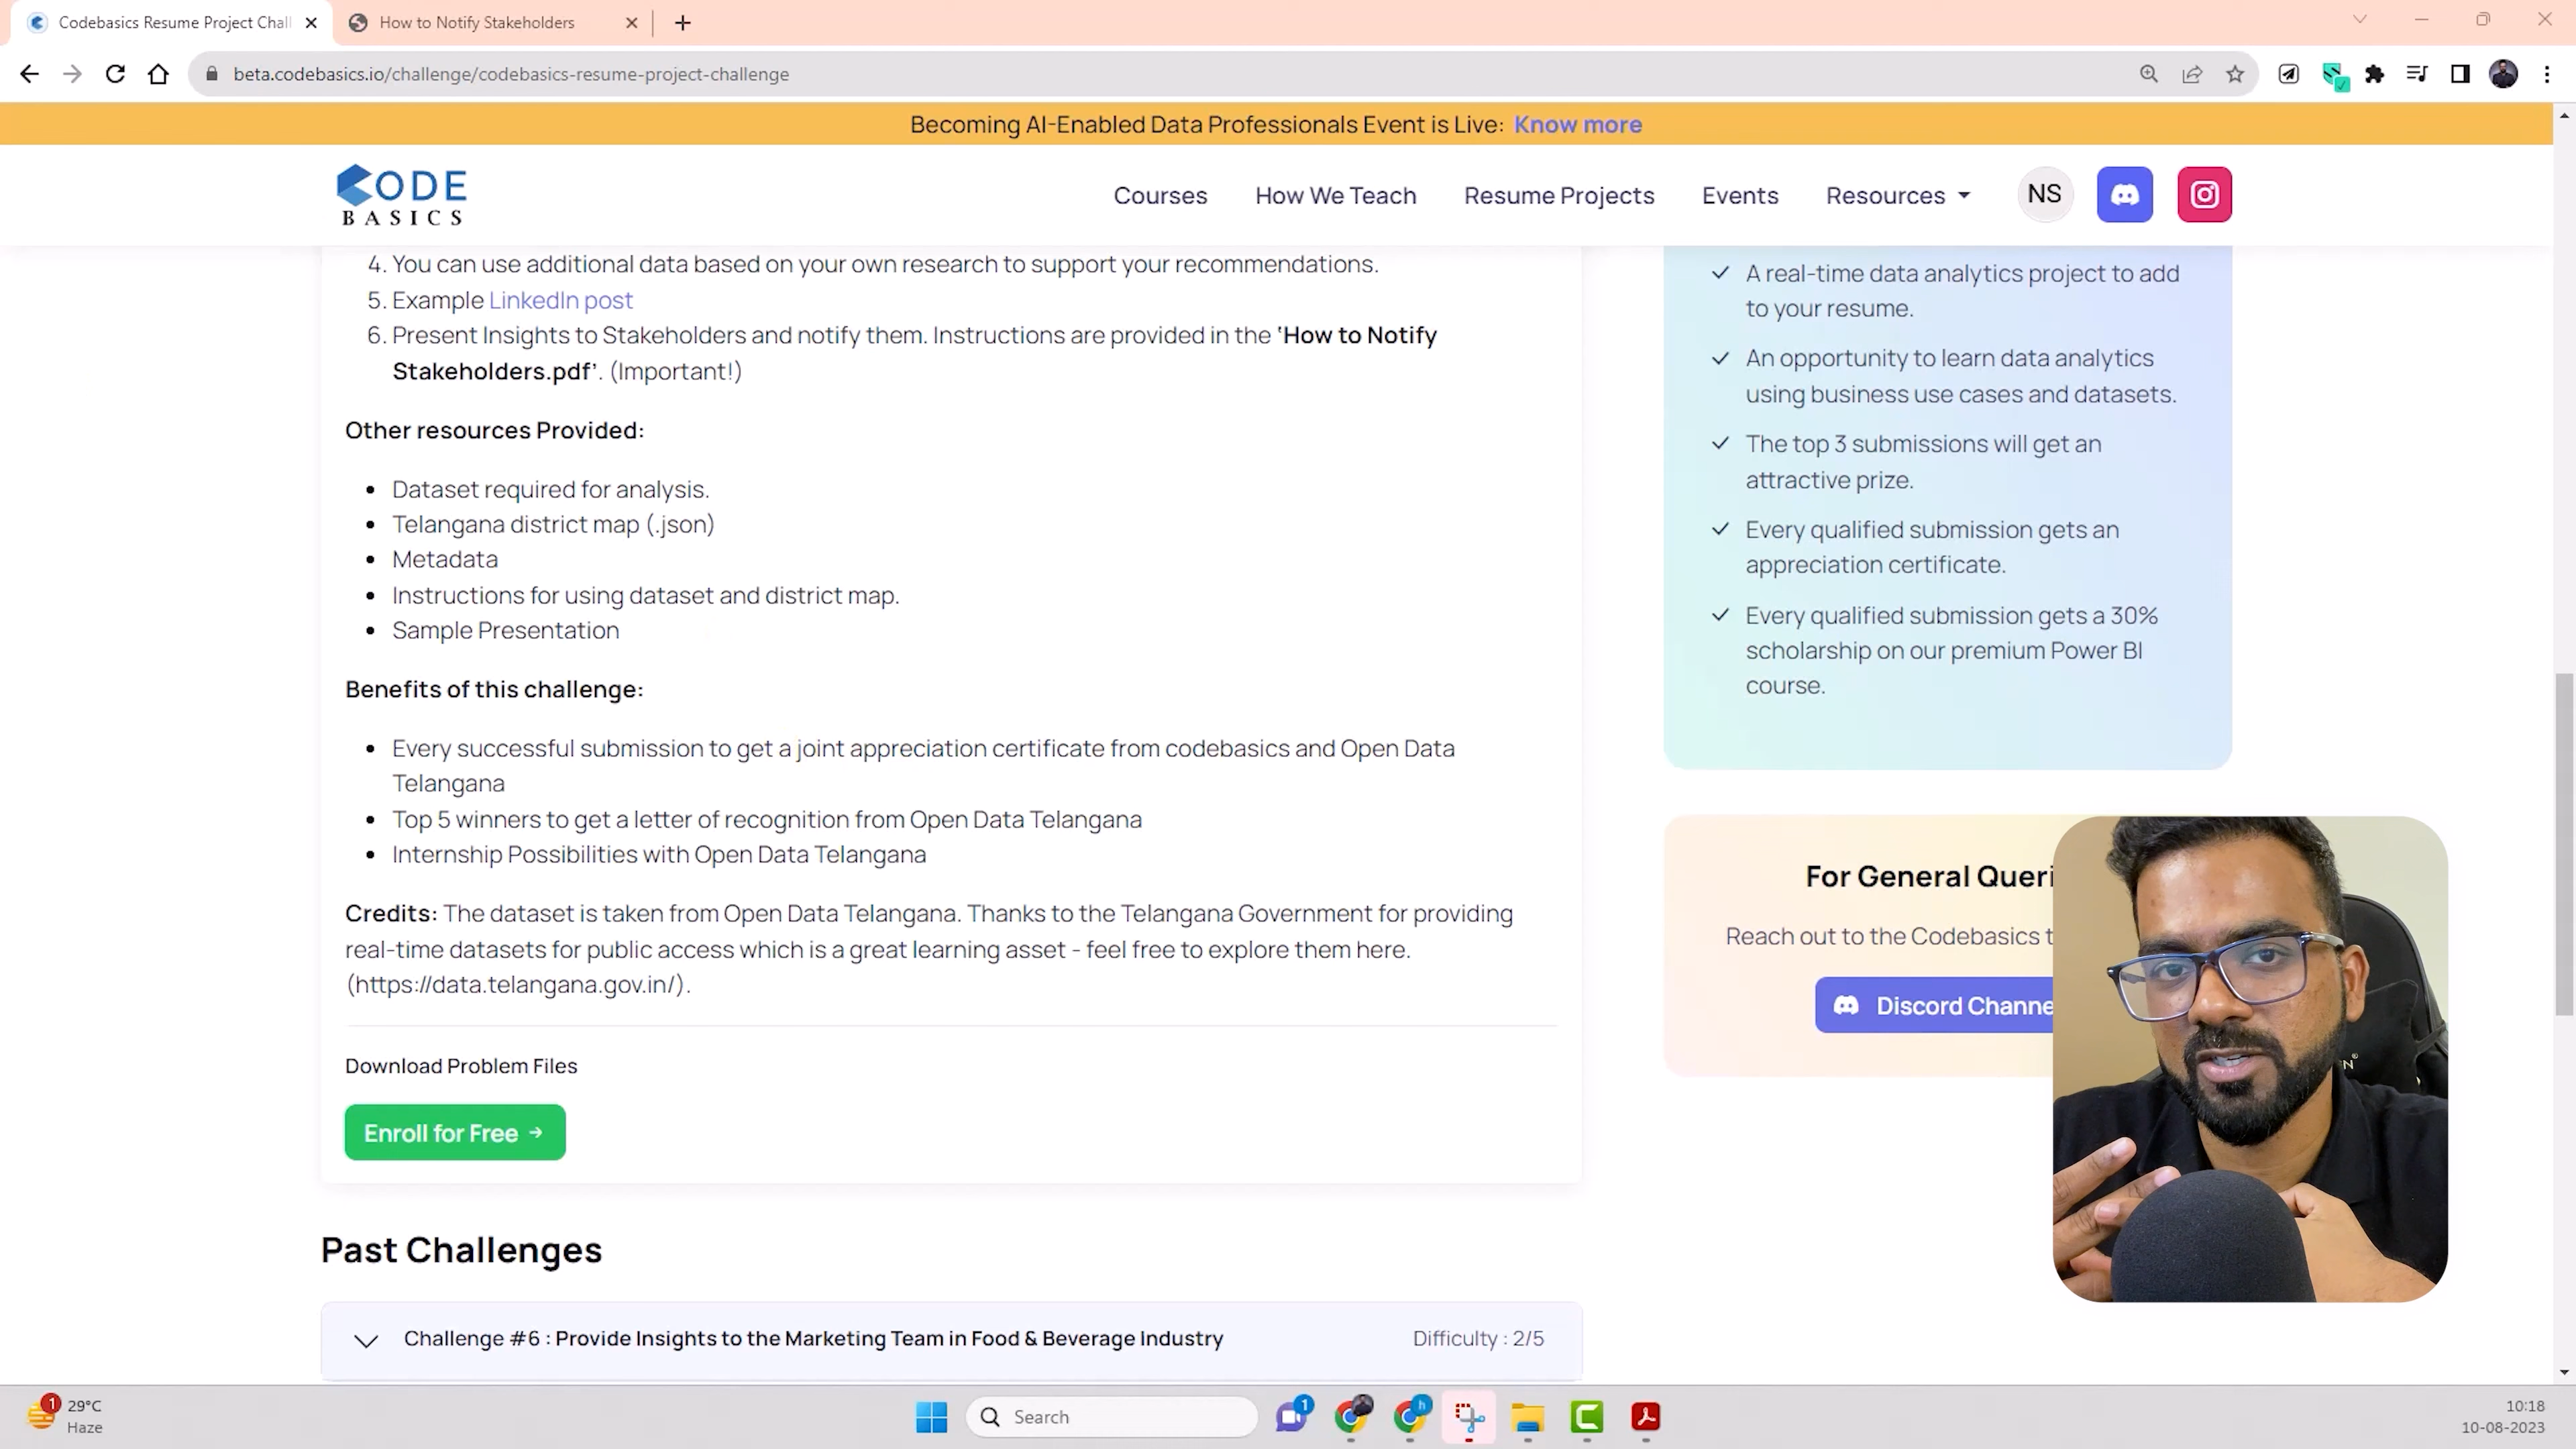 Codebasics Resume Project Chall
How to Notify Stakeholders
beta.codebasics.io/challenge/codebasics-resume-project-challenge
Becoming AI-Enabled Data Professionals Event is Live: Know more
CODE
BASICS
Courses
How We Teach
Resume Projects
Events
Resources
NS
4. You can use additional data based on your own research to support your recommendations.
5. Example LinkedIn post
6. Present Insights to Stakeholders and notify them. Instructions are provided in the 'How to Notify
Stakeholders.pdf'. (Important!)
Other resources Provided:
Dataset required for analysis.
Telangana district map (.json)
Metadata
Instructions for using dataset and district map.
Sample Presentation
Benefits of this challenge:
Every successful submission to get a joint appreciation certificate from codebasics and Open Data
Telangana
Top 5 winners to get a letter of recognition from Open Data Telangana
Internship Possibilities with Open Data Telangana
Credits: The dataset is taken from Open Data Telangana. Thanks to the Telangana Government for providing
real-time datasets for public access which is a great learning asset - feel free to explore them here.
(https://data.telangana.gov.in/).
Download Problem Files
Enroll for Free →
Past Challenges
Challenge #6 : Provide Insights to the Marketing Team in Food & Beverage Industry
Difficulty : 2/5
A real-time data analytics project to add
to your resume.
An opportunity to learn data analytics
using business use cases and datasets.
The top 3 submissions will get an
attractive prize.
Every qualified submission gets an
appreciation certificate.
Every qualified submission gets a 30%
scholarship on our premium Power BI
course.
For General Queri
Reach out to the Codebasics t
Discord Channe
1
29°C
Haze
Search
1
h
10:18
10-08-2023